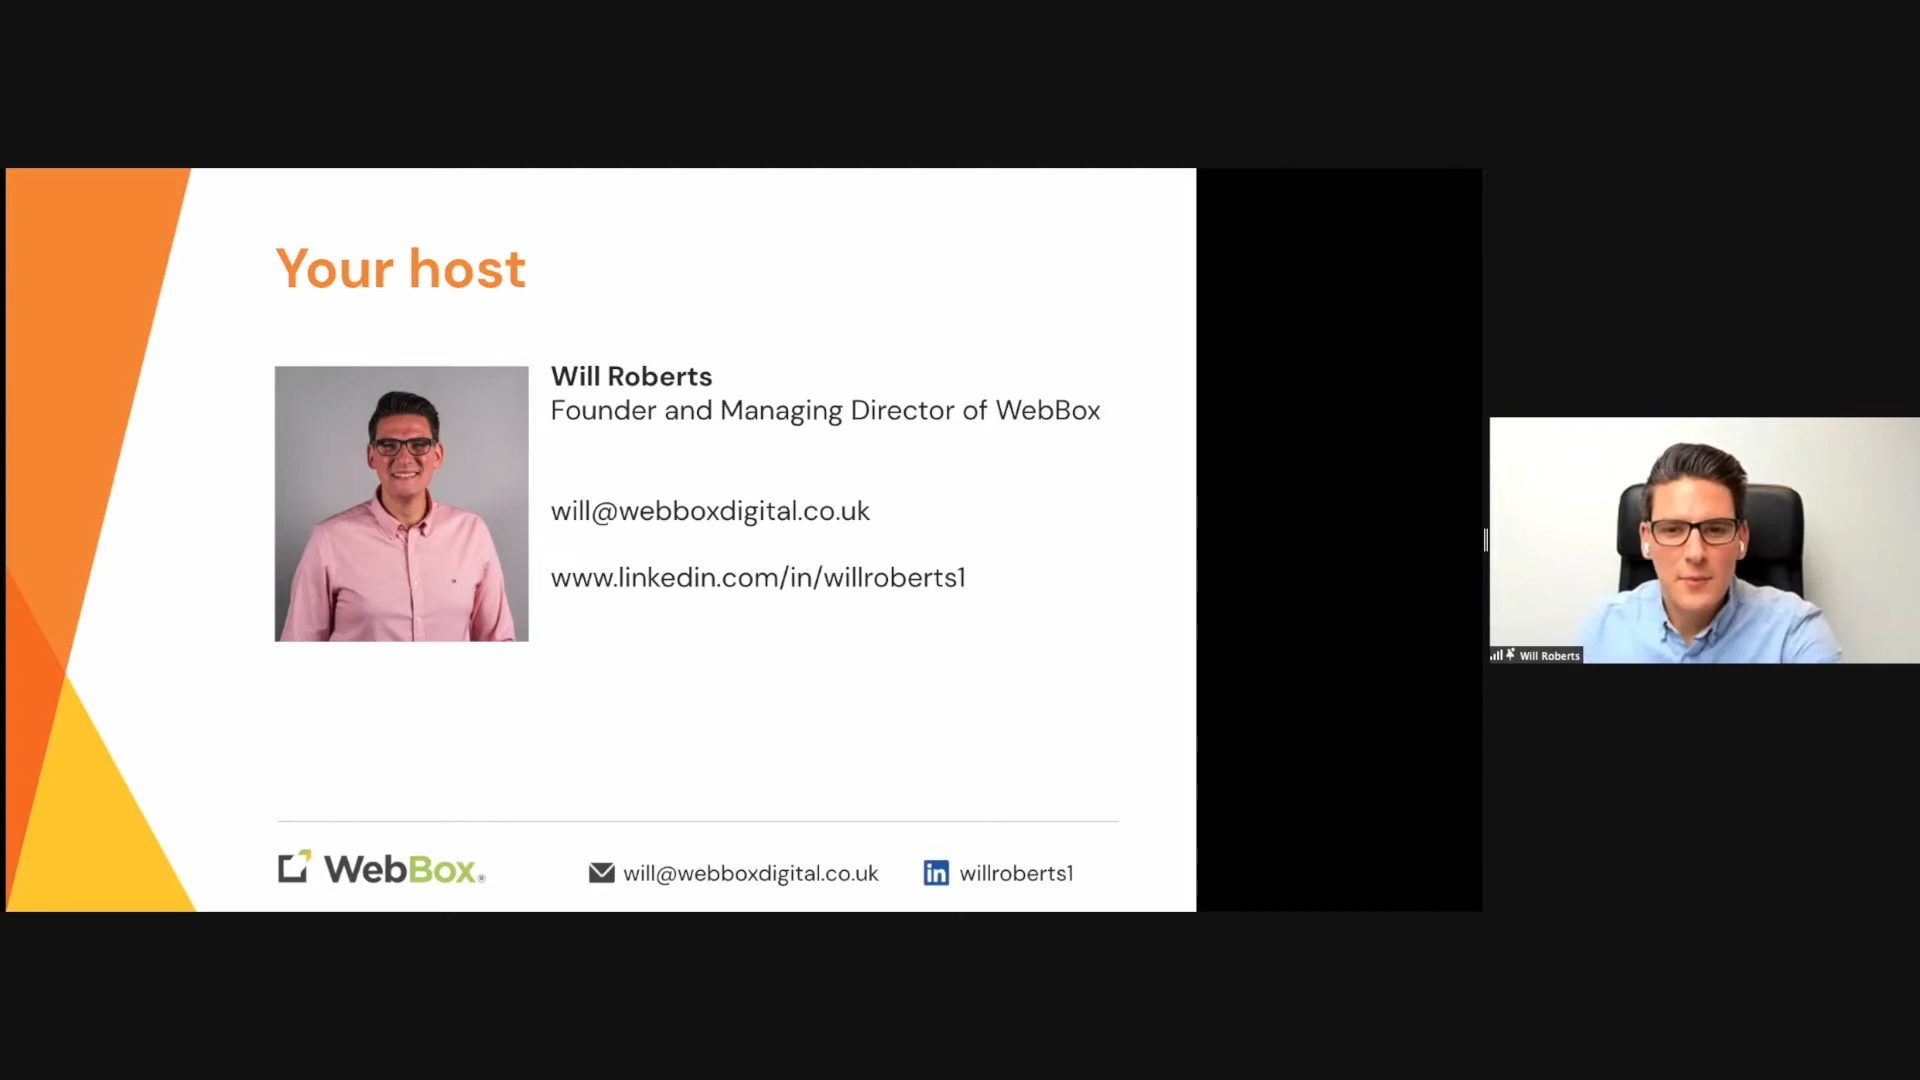 Your host
Will Roberts
Founder and Managing Director of WebBox
will@webboxdigital.co.uk
www.linkedin.com/in/willroberts1
WebBox®
will@webboxdigital.co.uk
in willroberts1
Will Roberts